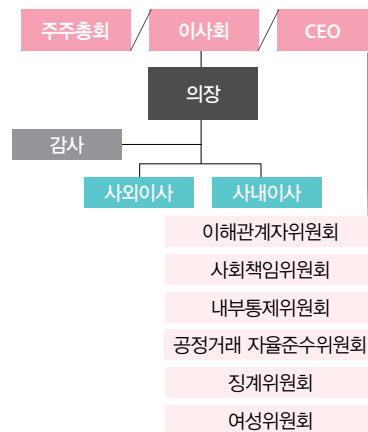 주주총회
이사회
CEO
의장
감사
사외이사
사내이사
이해관계자위원회
사회책임위원회
내부통제위원회
공정거래 자율준수위원회
징계위원회
여성위원회